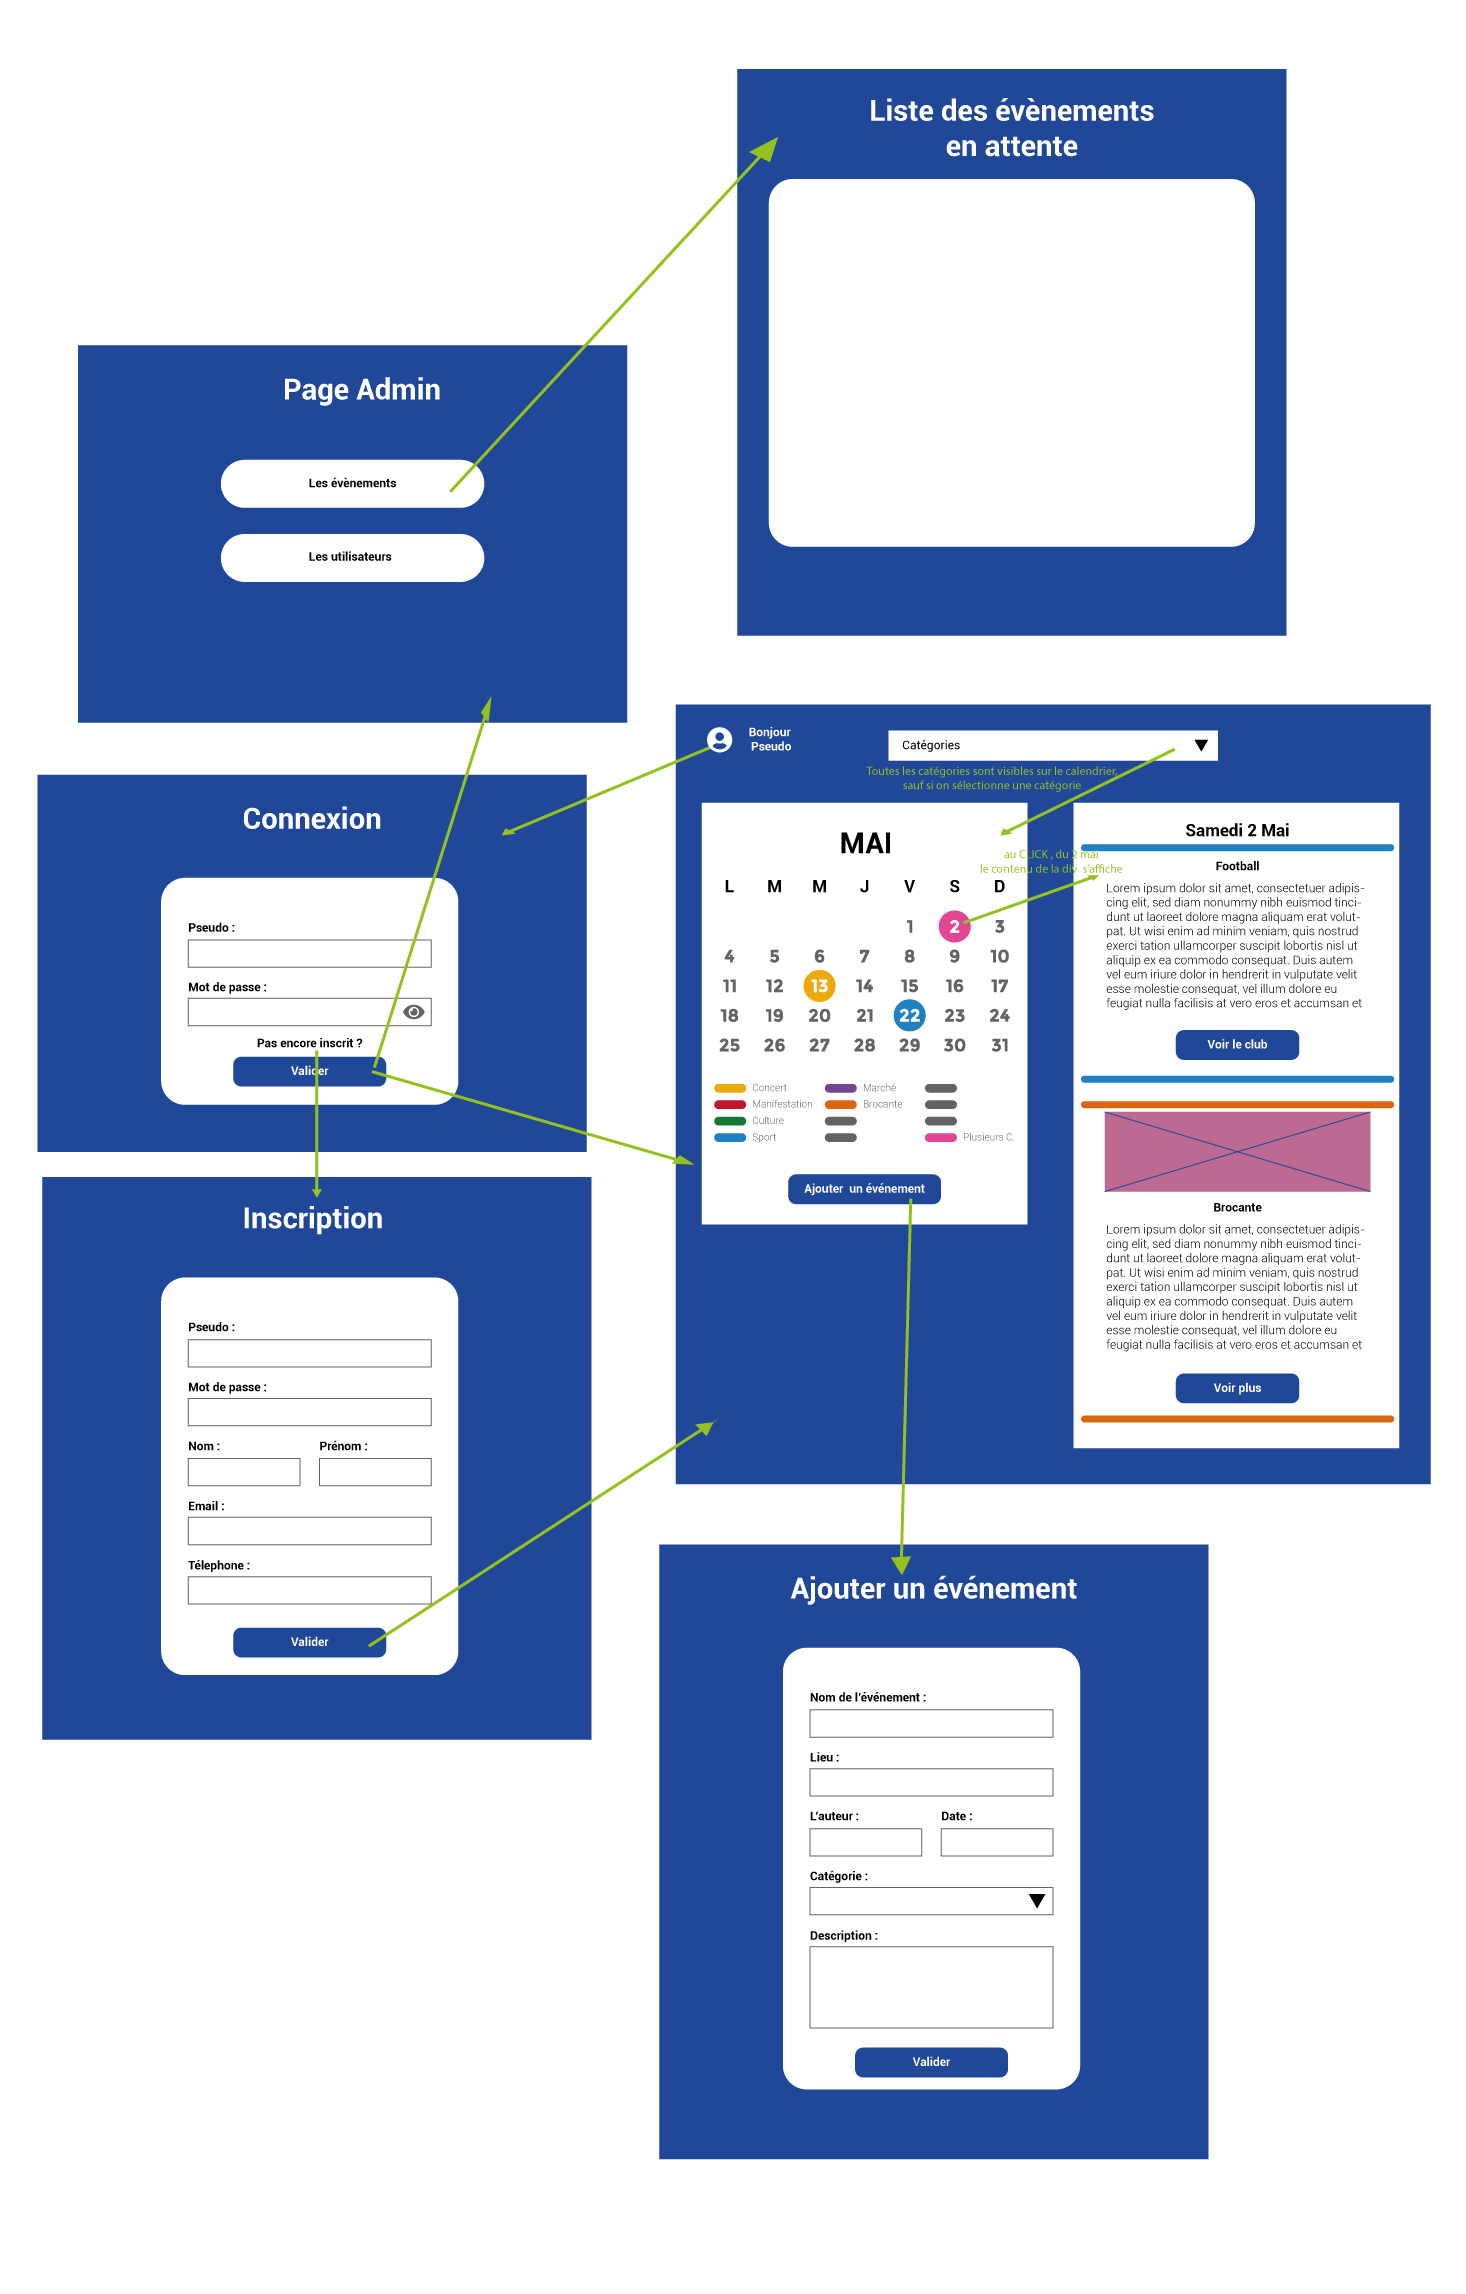 Liste des évènements
en attente
Page Admin
Les évènements
Les utilisateurs
Bonjour
Pseudo
Catégories
Toutes les catégories sont visibles sur le calendrier,
sauf si on sélectionne une catégorie
Connexion
Pseudo :
Mot de passe :
Pas encore inscrit ?
Valider
MAI
L M M J V S D
1 2 3
4 5 6 7 8 9 10
11 12 13 14 15 16 17
18 19 20 21 22 23 24
25 26 27 28 29 30 31
Concert Marché
Manifestation Brocante
Culture
Sport Plusieurs C.
Ajouter un événement
au CLICK , du 2 mai
le contenu de la div s'affiche
Samedi 2 Mai
Football
Lorem ipsum dolor sit amet, consectetuer adipis-
cing elit, sed diam nonummy nibh euismod tinci-
dunt ut laoreet dolore magna aliquam erat volut-
pat. Ut wisi enim ad minim veniam, quis nostrud
exerci tation ullamcorper suscipit lobortis nisl ut
aliquip ex ea commodo consequat. Duis autem
vel eum iriure dolor in hendrerit in vulputate velit
esse molestie consequat, vel illum dolore eu
feugiat nulla facilisis at vero eros et accumsan et
Voir le club
Brocante
Lorem ipsum dolor sit amet, consectetuer adipis-
cing elit, sed diam nonummy nibh euismod tinci-
dunt ut laoreet dolore magna aliquam erat volut-
pat. Ut wisi enim ad minim veniam, quis nostrud
exerci tation ullamcorper suscipit lobortis nisl ut
aliquip ex ea commodo consequat. Duis autem
vel eum iriure dolor in hendrerit in vulputate velit
esse molestie consequat, vel illum dolore eu
feugiat nulla facilisis at vero eros et accumsan et
Voir plus
Inscription
Pseudo :
Mot de passe :
Nom : Prénom :
Email :
Télephone :
Valider
Ajouter un événement
Nom de l'événement :
Lieu :
L'auteur : Date :
Catégorie :
Description :
Valider